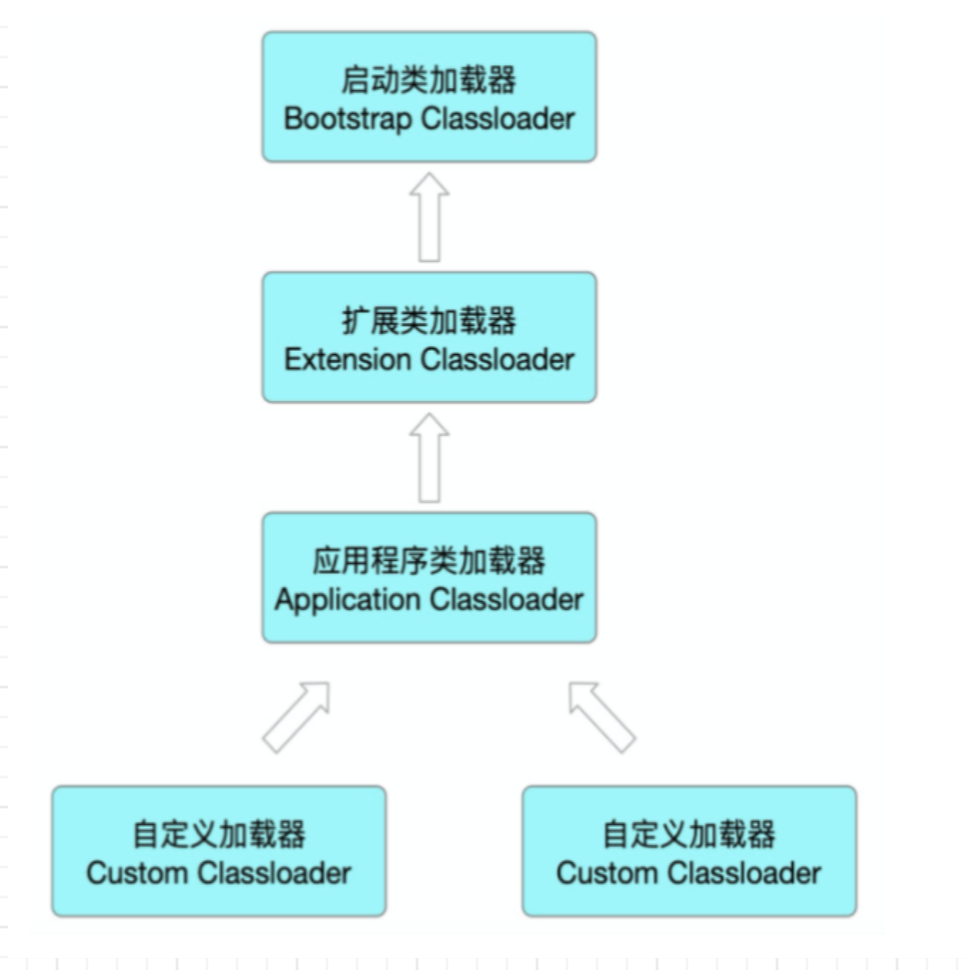 启动类加载器
Bootstrap Classloader
扩展类加载器
Extension Classloader
应用程序类加载器
Application Classloader
自定义加载器
Custom Classloader
自定义加载器
Custom Classloader